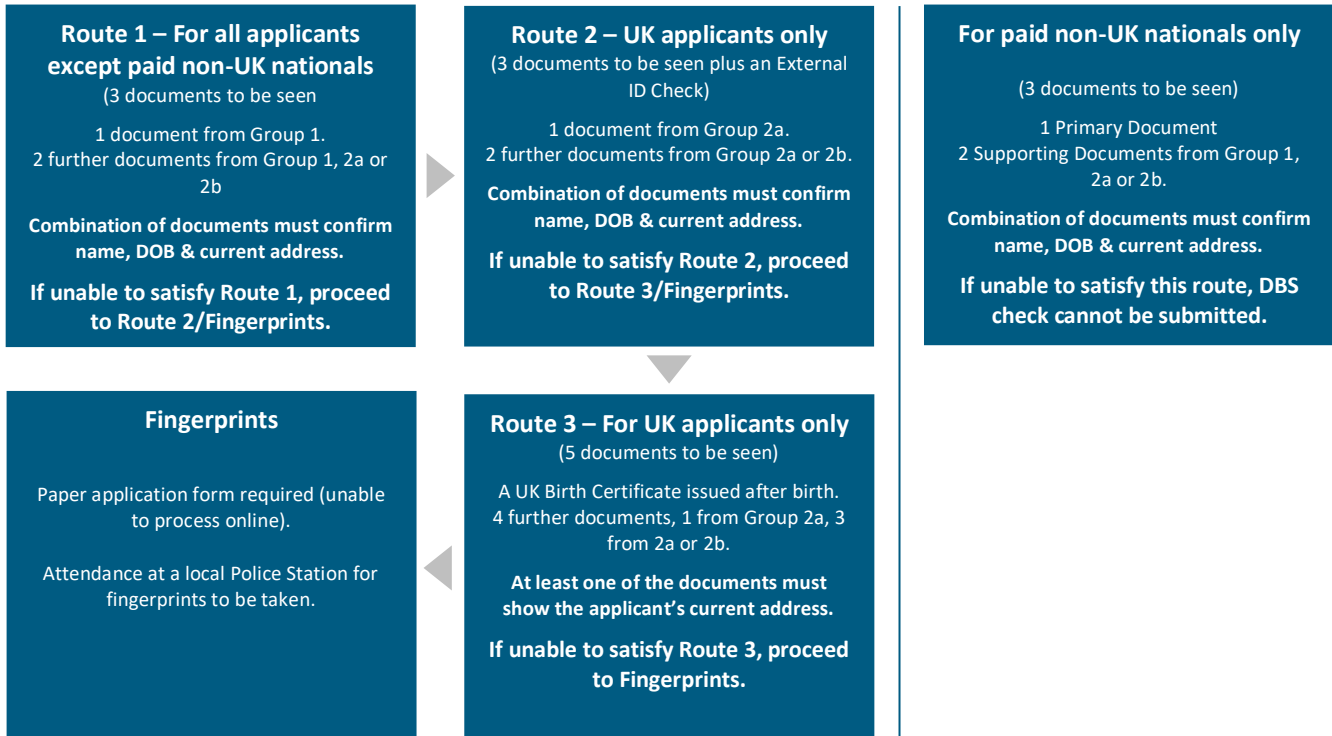 Route 1 – For all applicants
except paid non-UK nationals
(3 documents to be seen
1 document from Group 1.
2 further documents from Group 1, 2a or
2b
Combination of documents must confirm
name, DOB & current address.
If unable to satisfy Route 1, proceed
to Route 2/Fingerprints.
Route 2 – UK applicants only
(3 documents to be seen plus an External
ID Check)
1 document from Group 2a.
2 further documents from Group 2a or 2b.
Combination of documents must confirm
name, DOB & current address.
If unable to satisfy Route 2, proceed
to Route 3/Fingerprints.
For paid non-UK nationals only
(3 documents to be seen)
1 Primary Document
2 Supporting Documents from Group 1,
2a or 2b.
Combination of documents must confirm
name, DOB & current address.
If unable to satisfy this route, DBS
check cannot be submitted.
Route 3 – For UK applicants only
(5 documents to be seen)
A UK Birth Certificate issued after birth.
4 further documents, 1 from Group 2a, 3
from 2a or 2b.
At least one of the documents must
show the applicant's current address.
If unable to satisfy Route 3, proceed
to Fingerprints.
Fingerprints
Paper application form required (unable
to process online).
Attendance at a local Police Station for
fingerprints to be taken.